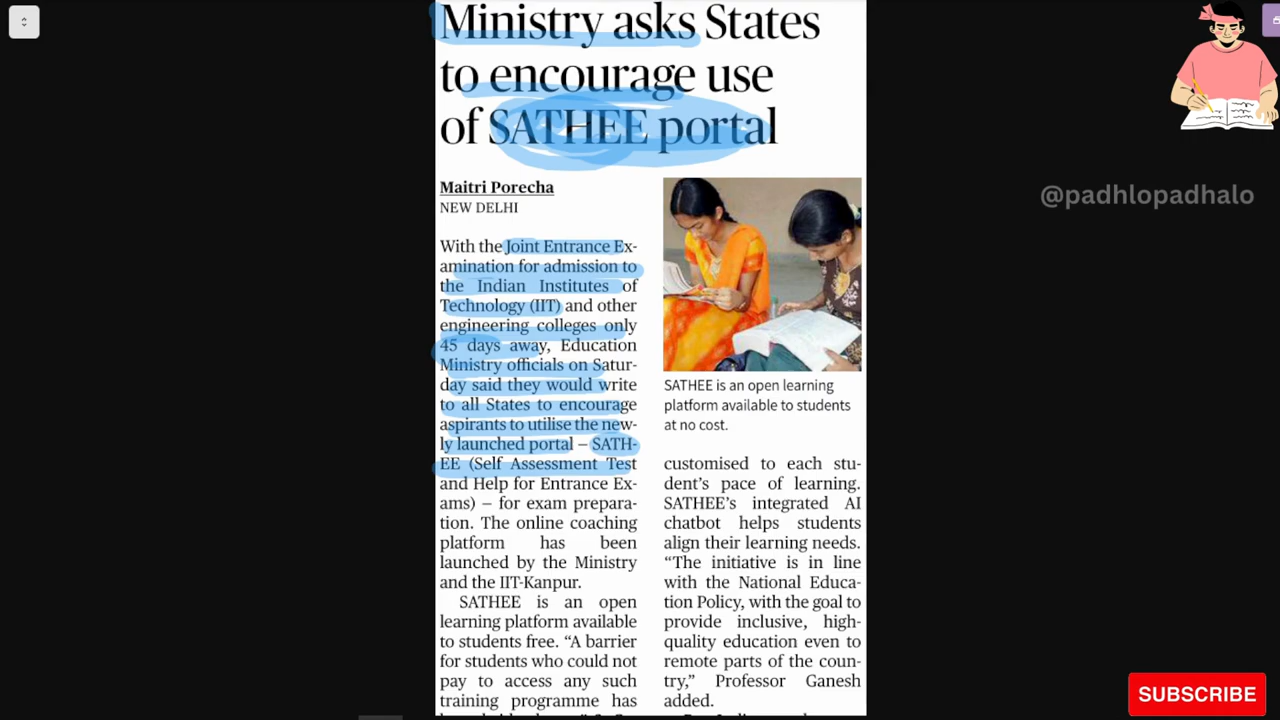 Ministry asks States
to encourage use
of SATHEE portal
Maitri Porecha
NEW DELHI
With the Joint Entrance Ex-
amination for admission to
the Indian Institutes of
Technology (IIT) and other
engineering colleges only
45 days away, Education
Ministry officials on Satur-
day said they would write
to all States to encourage
aspirants to utilise the new-
ly launched portal – SATH-
EE (Self Assessment Test
and Help for Entrance Ex-
ams) – for exam prepara-
tion. The online coaching
platform has been
launched by the Ministry
and the IIT-Kanpur.
SATHEE is an open
learning platform available
to students free. “A barrier
for students who could not
pay to access any such
training programme has
SATHEE is an open learning
platform available to students
at no cost.
customised to each stu-
dent’s pace of learning.
SATHEE’s integrated AI
chatbot helps students
align their learning needs.
“The initiative is in line
with the National Educa-
tion Policy, with the goal to
provide inclusive, high-
quality education even to
remote parts of the coun-
try,” Professor Ganesh
added.
@padhlopadhalo
SUBSCRIBE